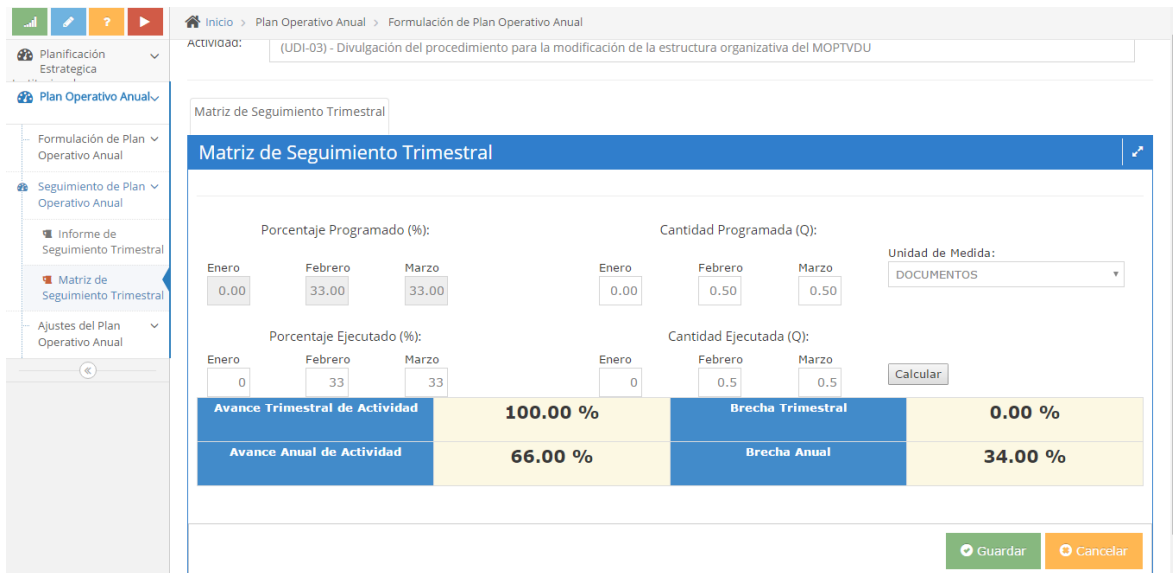 Inicio > Plan Operativo Anual > Formulación de Plan Operativo Anual
Planificación
Estrategica
Plan Operativo Anual
Formulación de Plan
Operativo Anual
Seguimiento de Plan
Operativo Anual
Informe de
Seguimiento Trimestral
Matriz de
Seguimiento Trimestral
Ajustes del Plan
Operativo Anual
Actividad: (UDI-03) - Divulgación del procedimiento para la modificación de la estructura organizativa del MOPTVDU
Matriz de Seguimiento Trimestral
Matriz de Seguimiento Trimestral
Porcentaje Programado (%): Cantidad Programada (Q):
Unidad de Medida:
Enero Febrero Marzo Enero Febrero Marzo
DOCUMENTOS
0.00 33.00 33.00 0.00 0.50 0.50
Porcentaje Ejecutado (%): Cantidad Ejecutada (Q):
Enero Febrero Marzo Enero Febrero Marzo
Calcular
0 33 33 0 0.5 0.5
Avance Trimestral de Actividad 100.00 % Brecha Trimestral 0.00 %
Avance Anual de Actividad 66.00 % Brecha Anual 34.00 %
Guardar Cancelar